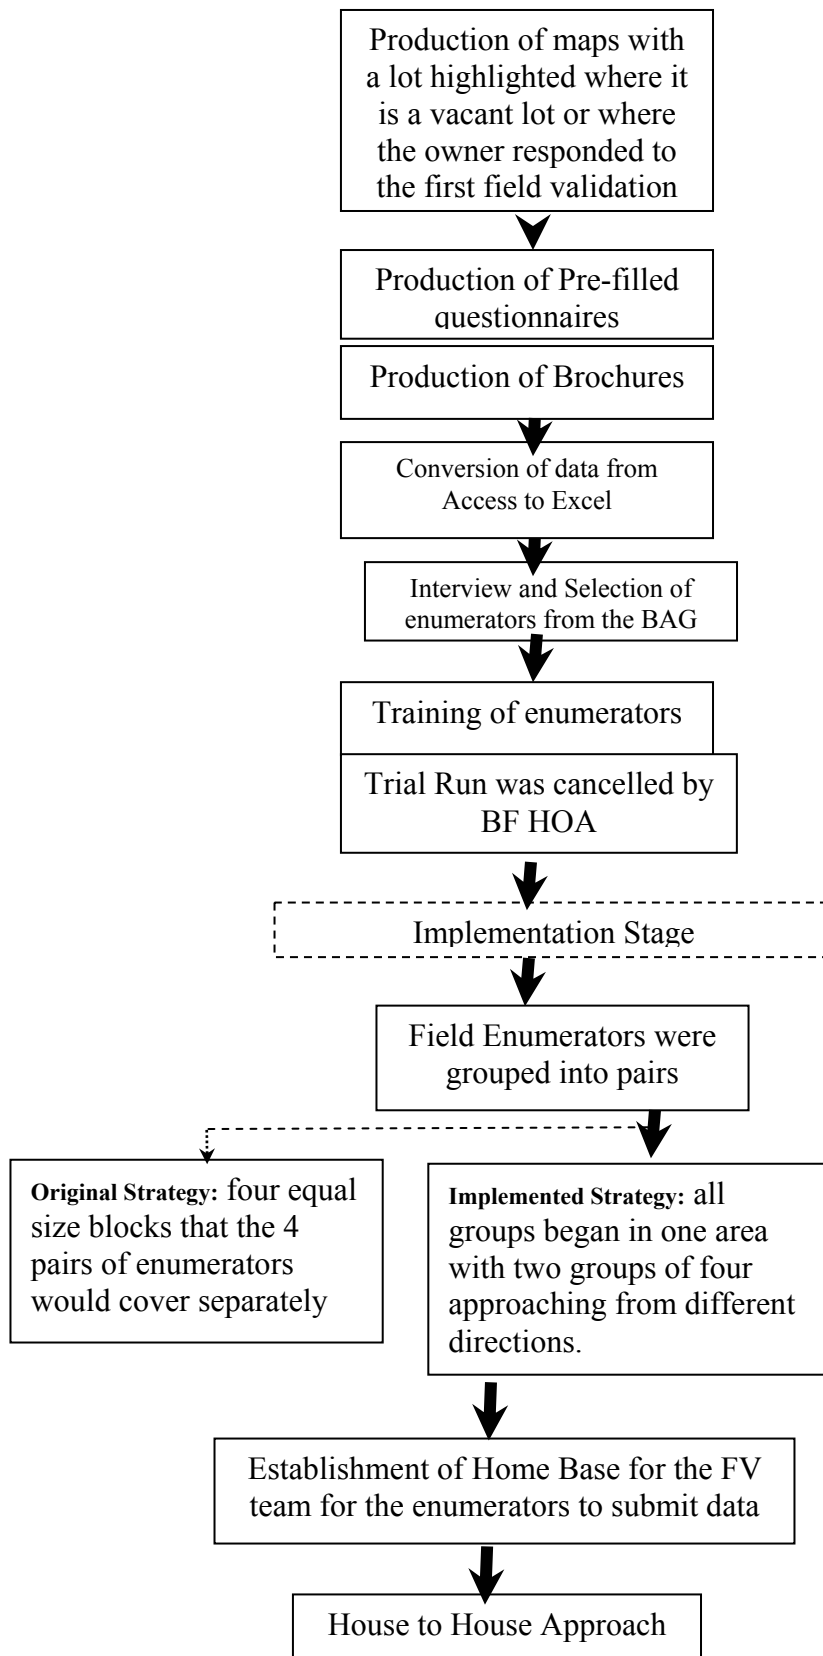 Production of maps with
a lot highlighted where it
is a vacant lot or where
the owner responded to
the first field validation
Production of Pre-filled
questionnaires
Production of Brochures
Conversion of data from
Access to Excel
Interview and Selection of
enumerators from the BAG
Training of enumerators
Trial Run was cancelled by
BF HOA
Implementation Stage
Field Enumerators were
grouped into pairs
Original Strategy: four equal
size blocks that the 4
pairs of enumerators
would cover separately
Implemented Strategy: all
groups began in one area
with two groups of four
approaching from different
directions.
Establishment of Home Base for the FV
team for the enumerators to submit data
House to House Approach